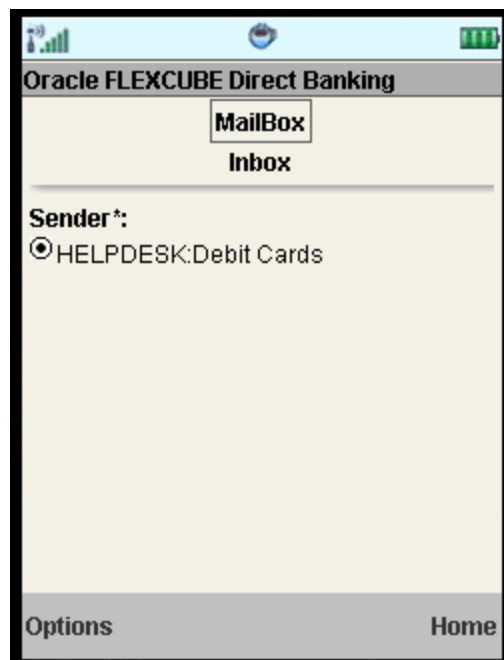 Oracle FLEXCUBE Direct Banking
MailBox
Inbox
Sender*:
HELPDESK:Debit Cards
Options Home